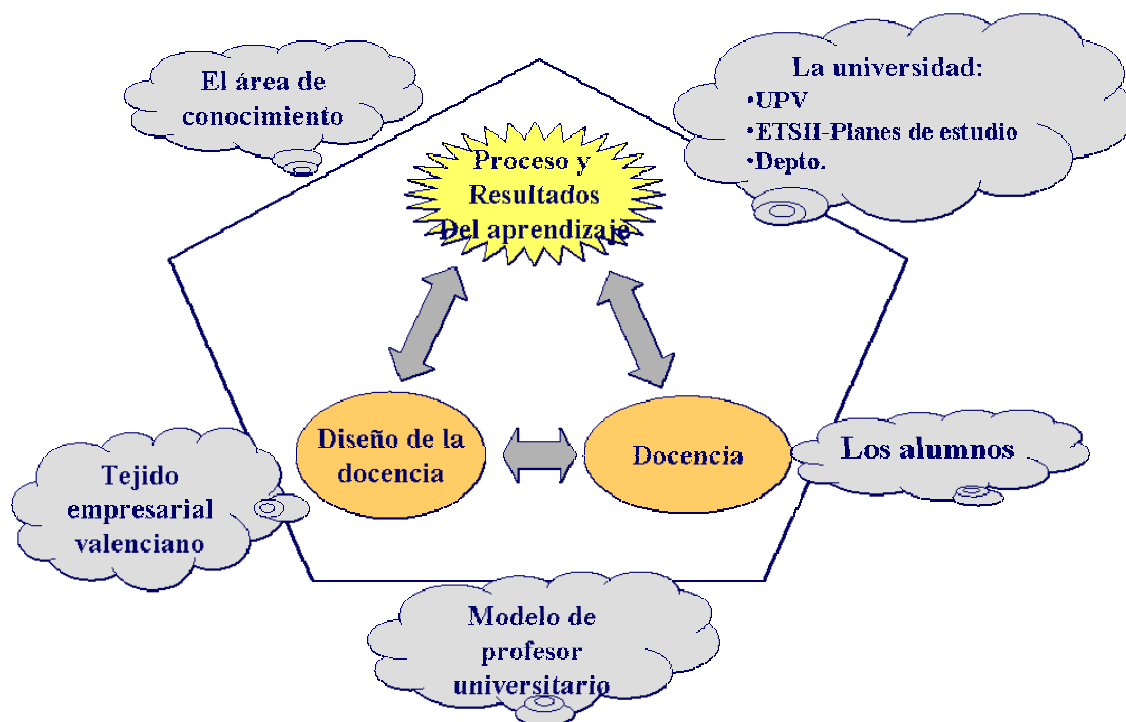 El área de
conocimiento
La universidad:
•UPV
•ETSII-Planes de estudio
•Depto.
Proceso y
Resultados
Del aprendizaje
Diseño de la
docencia
Docencia
Los alumnos
Tejido
empresarial
valenciano
Modelo de
profesor
universitario